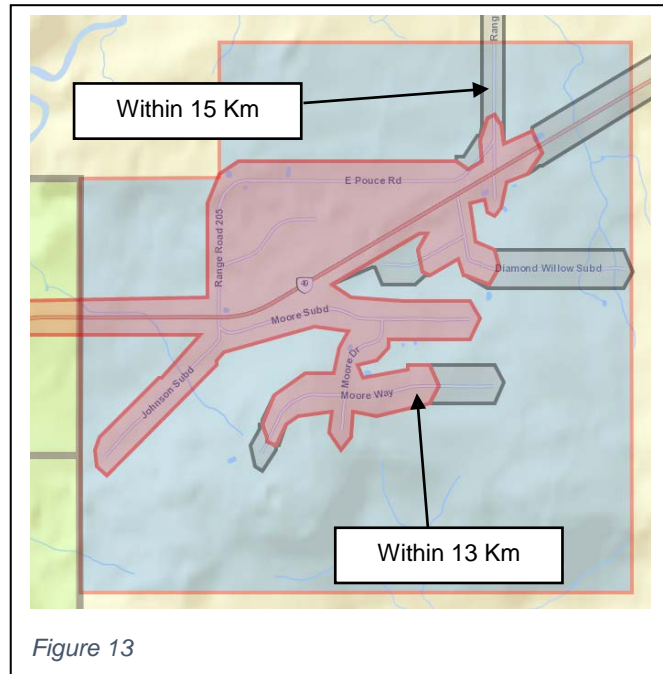 Rang
Within 15 Km
E Pouce Rd
Range Road 205
Diamond Willow Subd
49
Moore Subd
Moore Dr
Johnson Subd
Moore Way
Within 13 Km
Figure 13